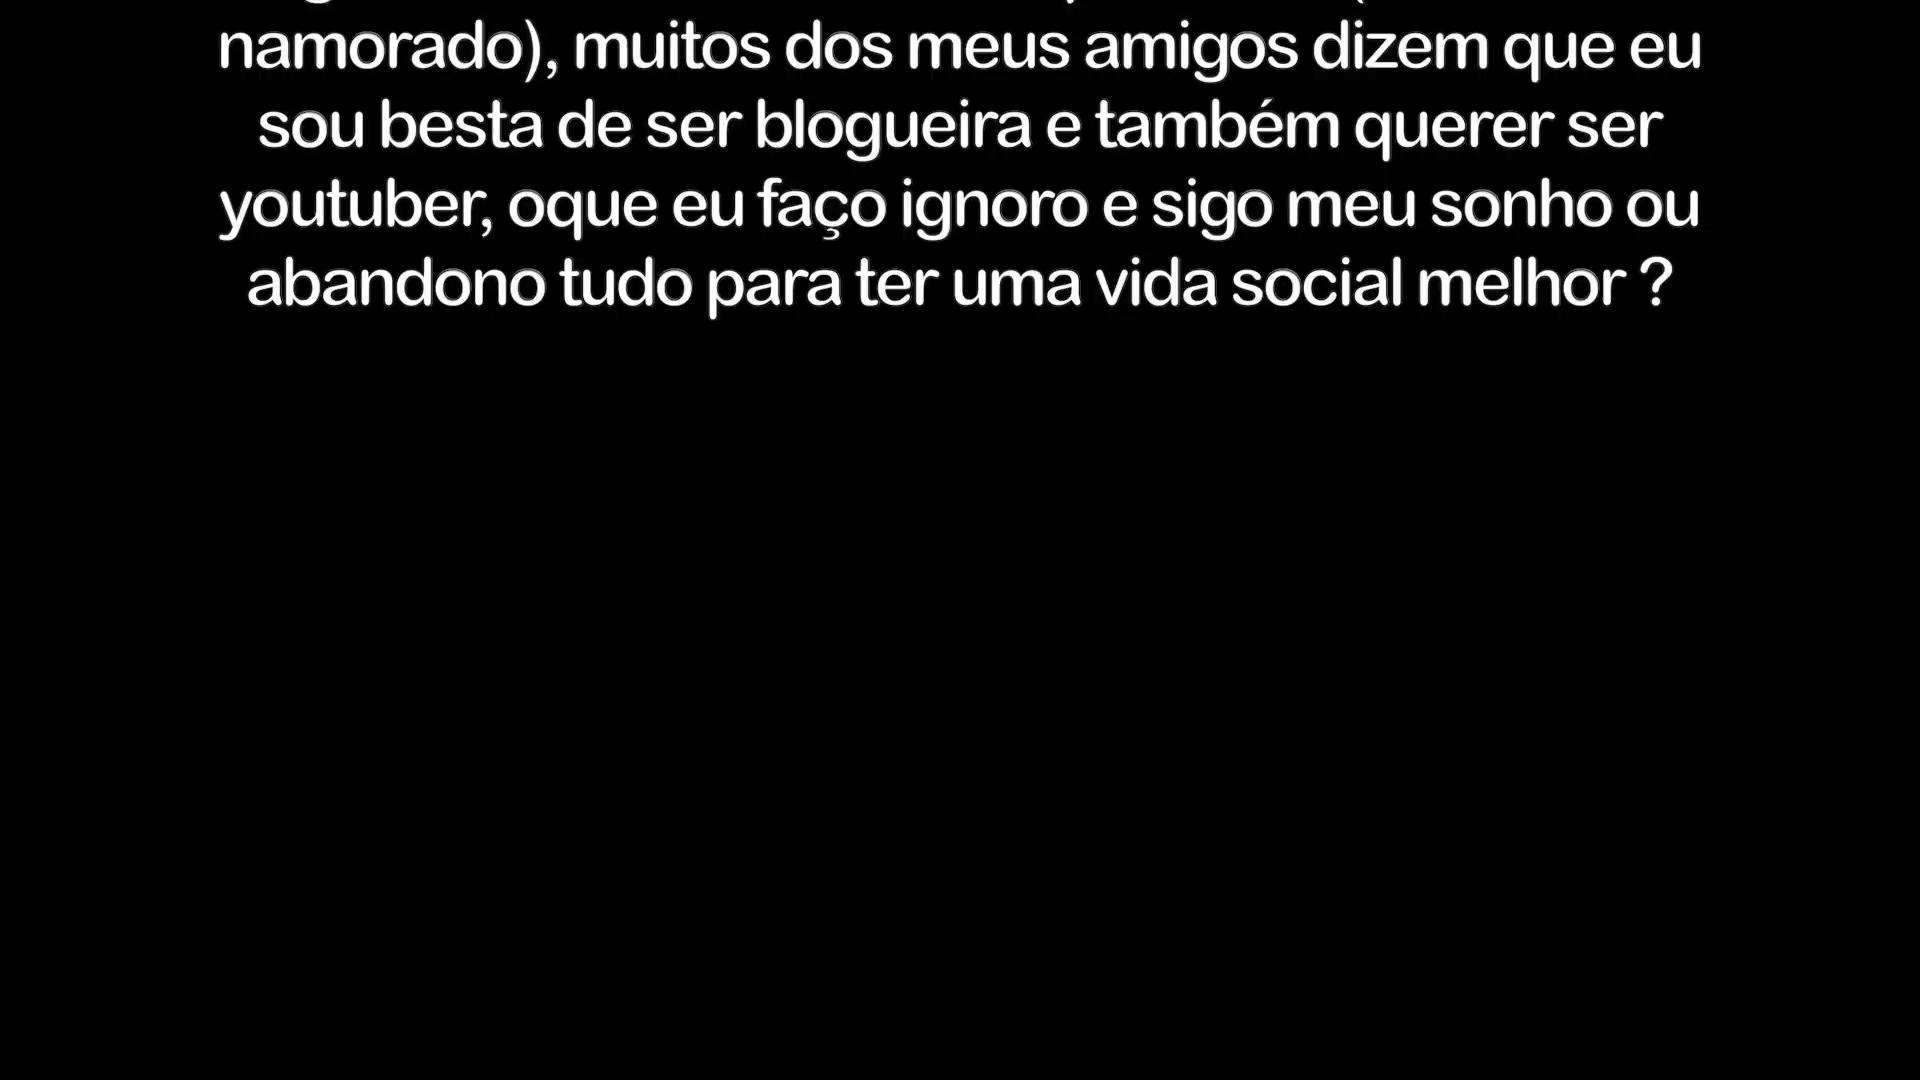 namorado), muitos dos meus amigos dizem que eu
sou besta de ser blogueira e também querer ser
youtuber, oque eu faço ignoro e sigo meu sonho ou
abandono tudo para ter uma vida social melhor ?